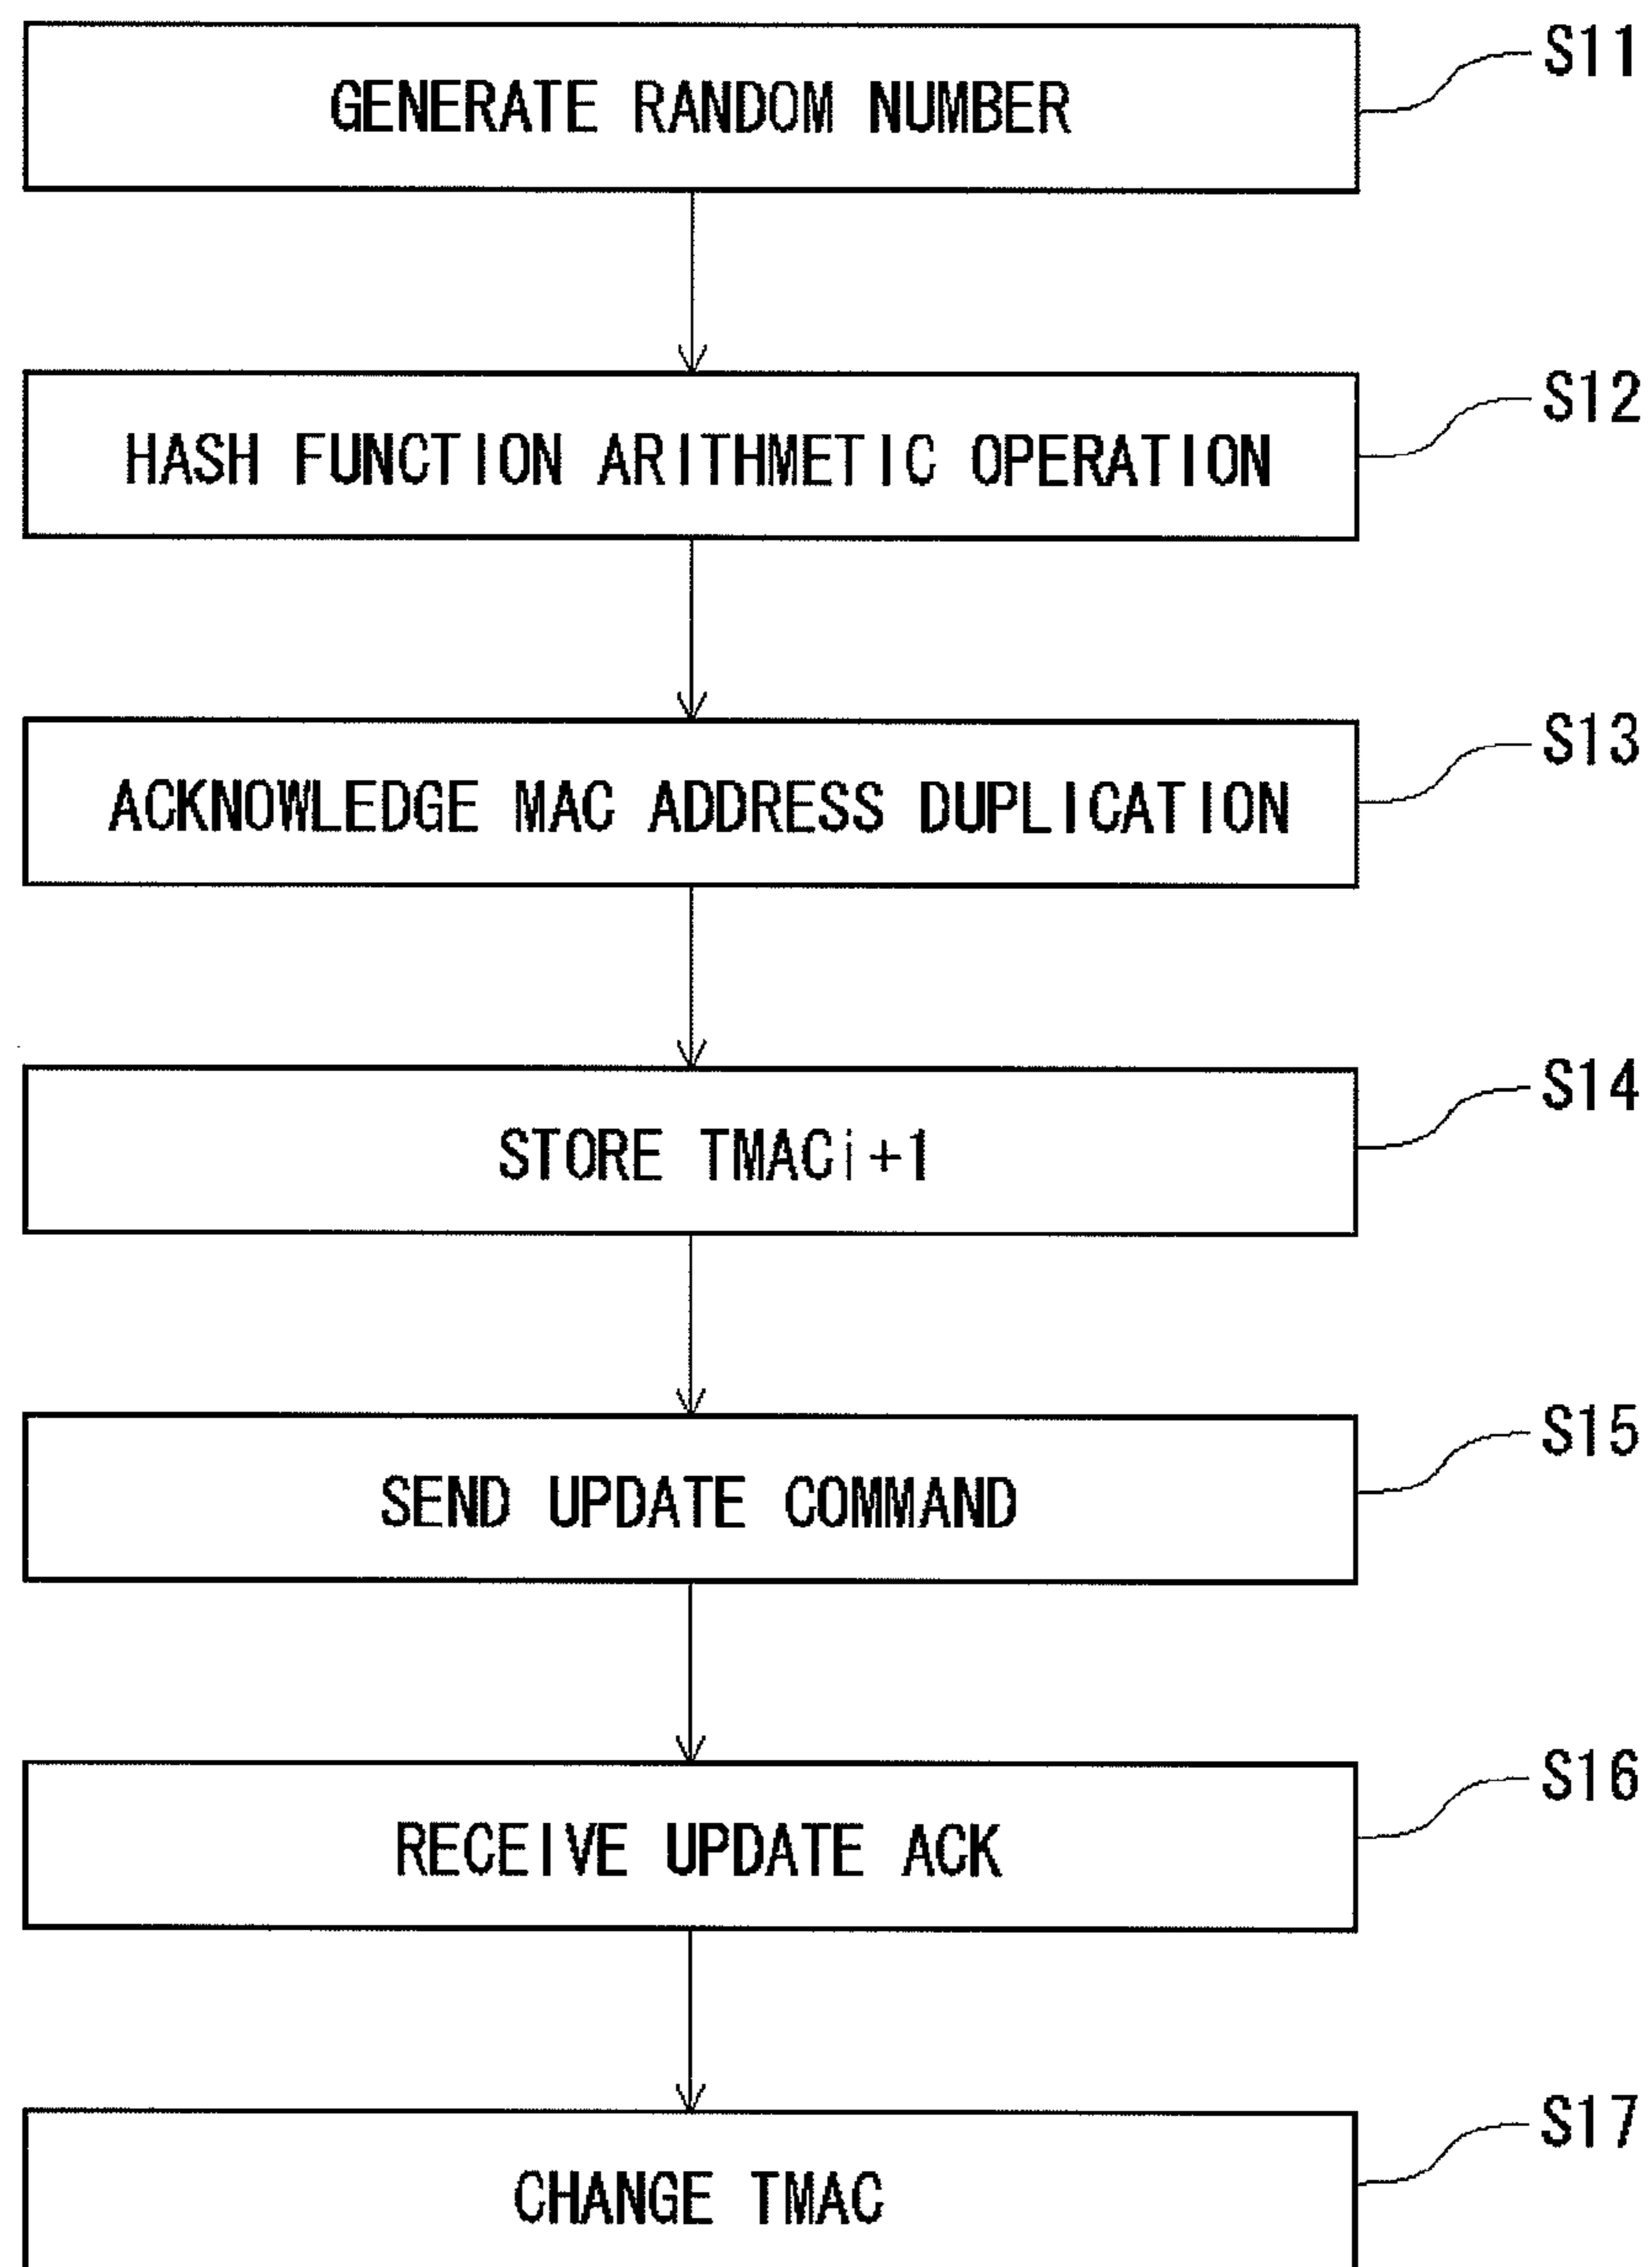 GENERATE RANDOM NUMBER
S11
HASH FUNCTION ARITHMETIC OPERATION
S12
ACKNOWLEDGE MAC ADDRESS DUPLICATION
S13
STORE TMACi+1
S14
SEND UPDATE COMMAND
S15
RECEIVE UPDATE ACK
S16
CHANGE TMAC
S17